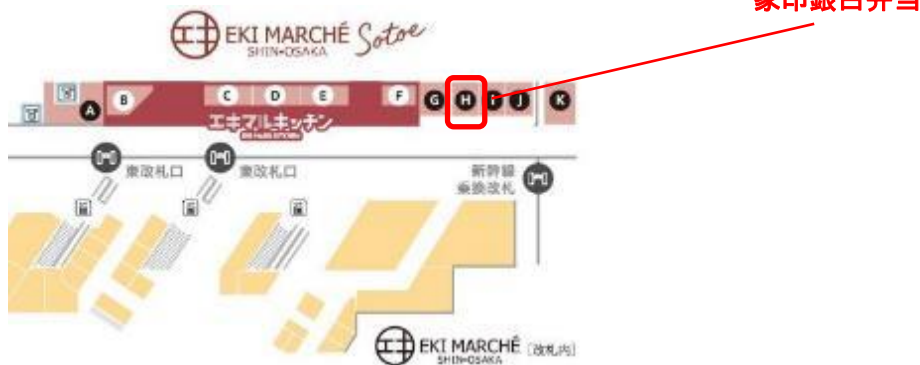 象印銀白弁当
EKI MARCHÉ Sotoe
SHIN-OSAKA
A B C D E F G H I J K
エキマルキッチン
東改札口
東改札口
新幹線
乗換改札
EKI MARCHÉ [改札内]
SHIN-OSAKA